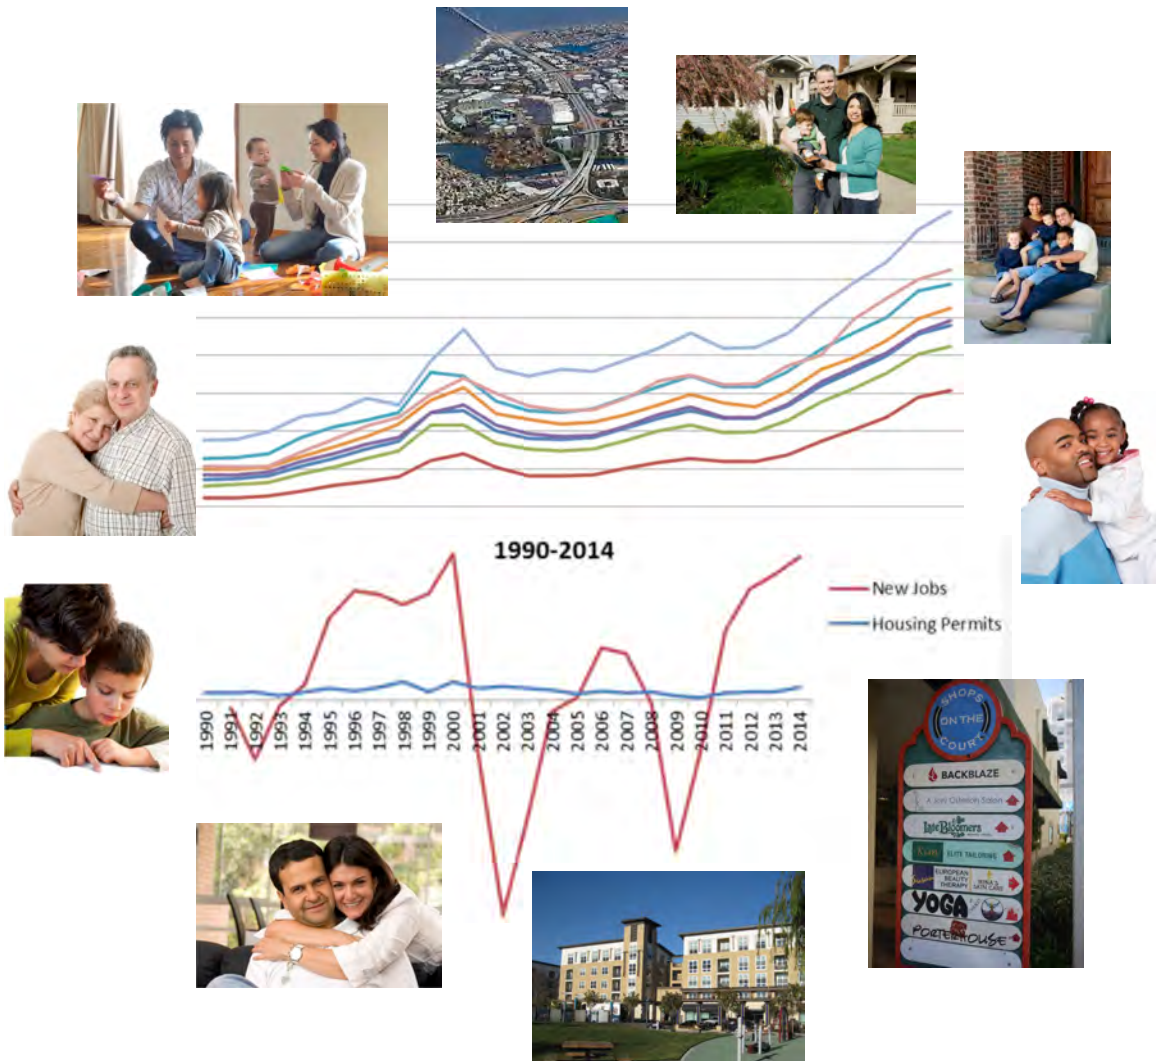 1990-2014
New Jobs
Housing Permits
1990
1991
1992
1993
1994
1995
1996
1997
1998
1999
2000
2001
2002
2003
2004
2005
2006
2007
2008
2009
2010
2011
2012
2013
2014
SHOPS
ON THE
COURT
BACKBLAZE
Late Bloomers
ELITE TAILORING
EUROPEAN
BEAUTY
THERAPY
SKIN CARE
YOGA
PORTERHOUSE